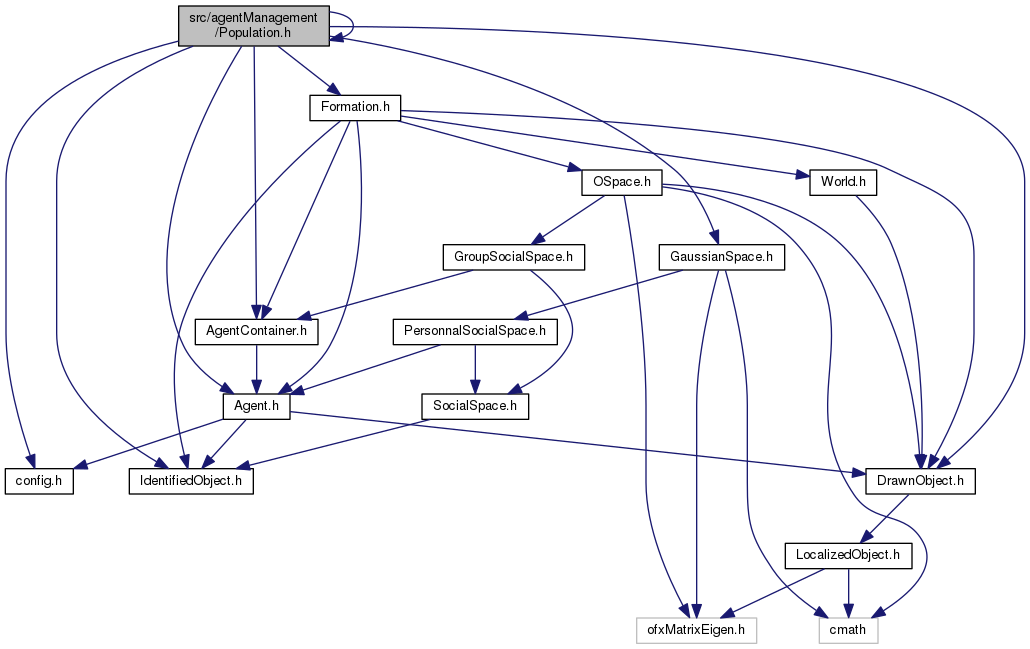 src/agentManagement
/Population.h
Formation.h
OSpace.h
World.h
GroupSocialSpace.h
GaussianSpace.h
AgentContainer.h
PersonnalSocialSpace.h
Agent.h
SocialSpace.h
config.h
IdentifiedObject.h
DrawnObject.h
LocalizedObject.h
ofxMatrixEigen.h
cmath